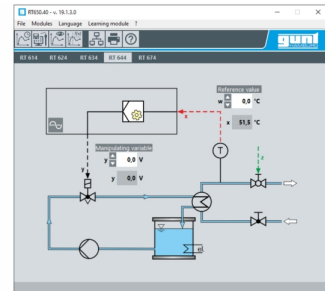 RT650.40 - v. 19.1.3.0
File Modules Language Learning module ?
gunt
RT 614 RT 624 RT 634 RT 644 RT 674
Reference value
w 0,0 °C
x
x 51,5 °C
Manipulating variable
y 0,0 V
y 0,0 V
y
T
z